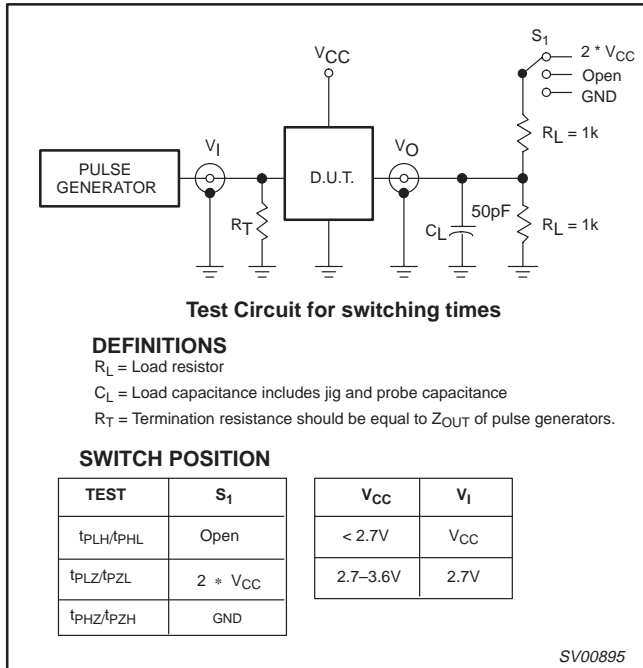 VCC
S1
2 * VCC
Open
GND
RL = 1k
VI
VO
PULSE
GENERATOR
D.U.T.
RT
50pF
CL
RL = 1k
Test Circuit for switching times
DEFINITIONS
RL = Load resistor
CL = Load capacitance includes jig and probe capacitance
RT = Termination resistance should be equal to ZOUT of pulse generators.
SWITCH POSITION
TEST S1
tPLH/tPHL Open
tPLZ/tPZL 2 * VCC
tPHZ/tPZH GND
VCC VI
< 2.7V VCC
2.7–3.6V 2.7V
SV00895